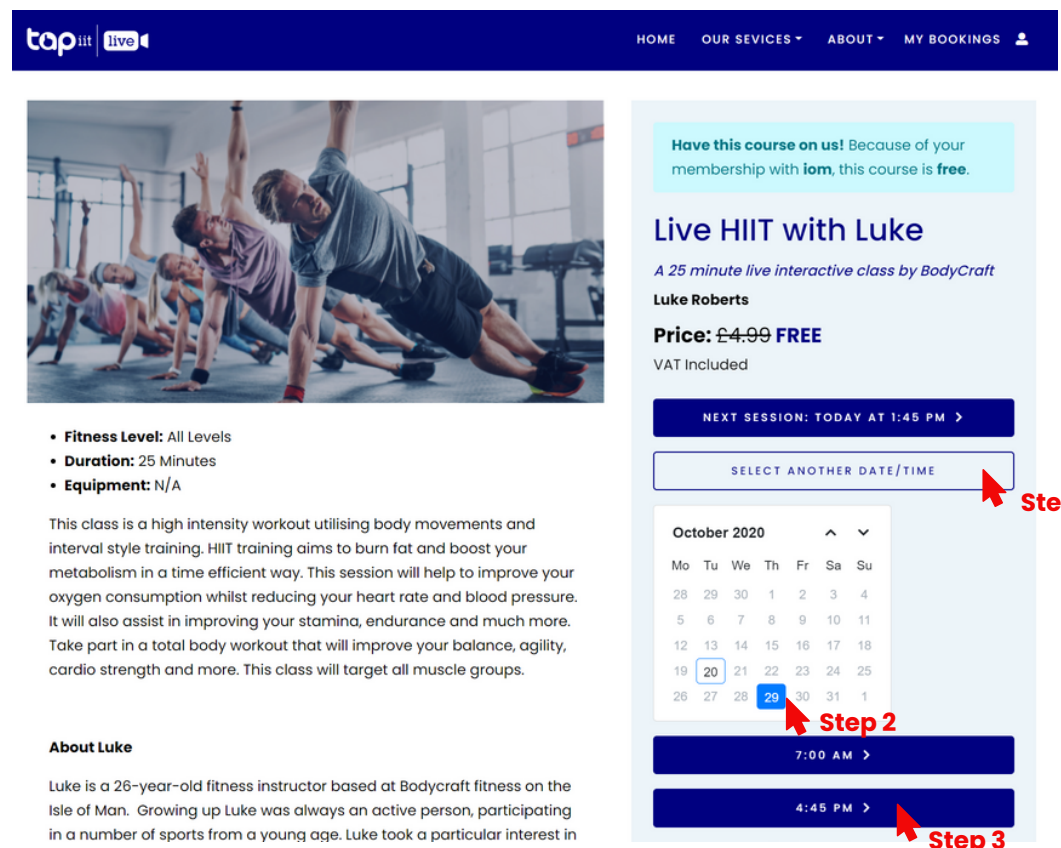 tapiit live
HOME OUR SEVICES ABOUT MY BOOKINGS
Have this course on us! Because of your
membership with iom, this course is free.
Live HIIT with Luke
A 25 minute live interactive class by BodyCraft
Luke Roberts
Price: £4.99 FREE
VAT Included
NEXT SESSION: TODAY AT 1:45 PM >
SELECT ANOTHER DATE/TIME
Ste
October 2020
Mo Tu We Th Fr Sa Su
28 29 30 1 2 3 4
5 6 7 8 9 10 11
12 13 14 15 16 17 18
19 20 21 22 23 24 25
26 27 28 29 30 31 1
Step 2
7:00 AM >
4:45 PM >
Step 3
• Fitness Level: All Levels
• Duration: 25 Minutes
• Equipment: N/A
This class is a high intensity workout utilising body movements and
interval style training. HIIT training aims to burn fat and boost your
metabolism in a time efficient way. This session will help to improve your
oxygen consumption whilst reducing your heart rate and blood pressure.
It will also assist in improving your stamina, endurance and much more.
Take part in a total body workout that will improve your balance, agility,
cardio strength and more. This class will target all muscle groups.
About Luke
Luke is a 26-year-old fitness instructor based at Bodycraft fitness on the
Isle of Man. Growing up Luke was always an active person, participating
in a number of sports from a young age. Luke took a particular interest in